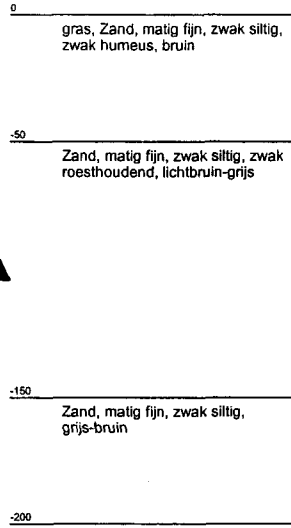 0
gras, Zand, matig fijn, zwak siltig,
zwak humeus, bruin
-50
Zand, matig fijn, zwak siltig, zwak
roesthoudend, lichtbruin-grijs
-150
Zand, matig fijn, zwak siltig,
grijs-bruin
-200